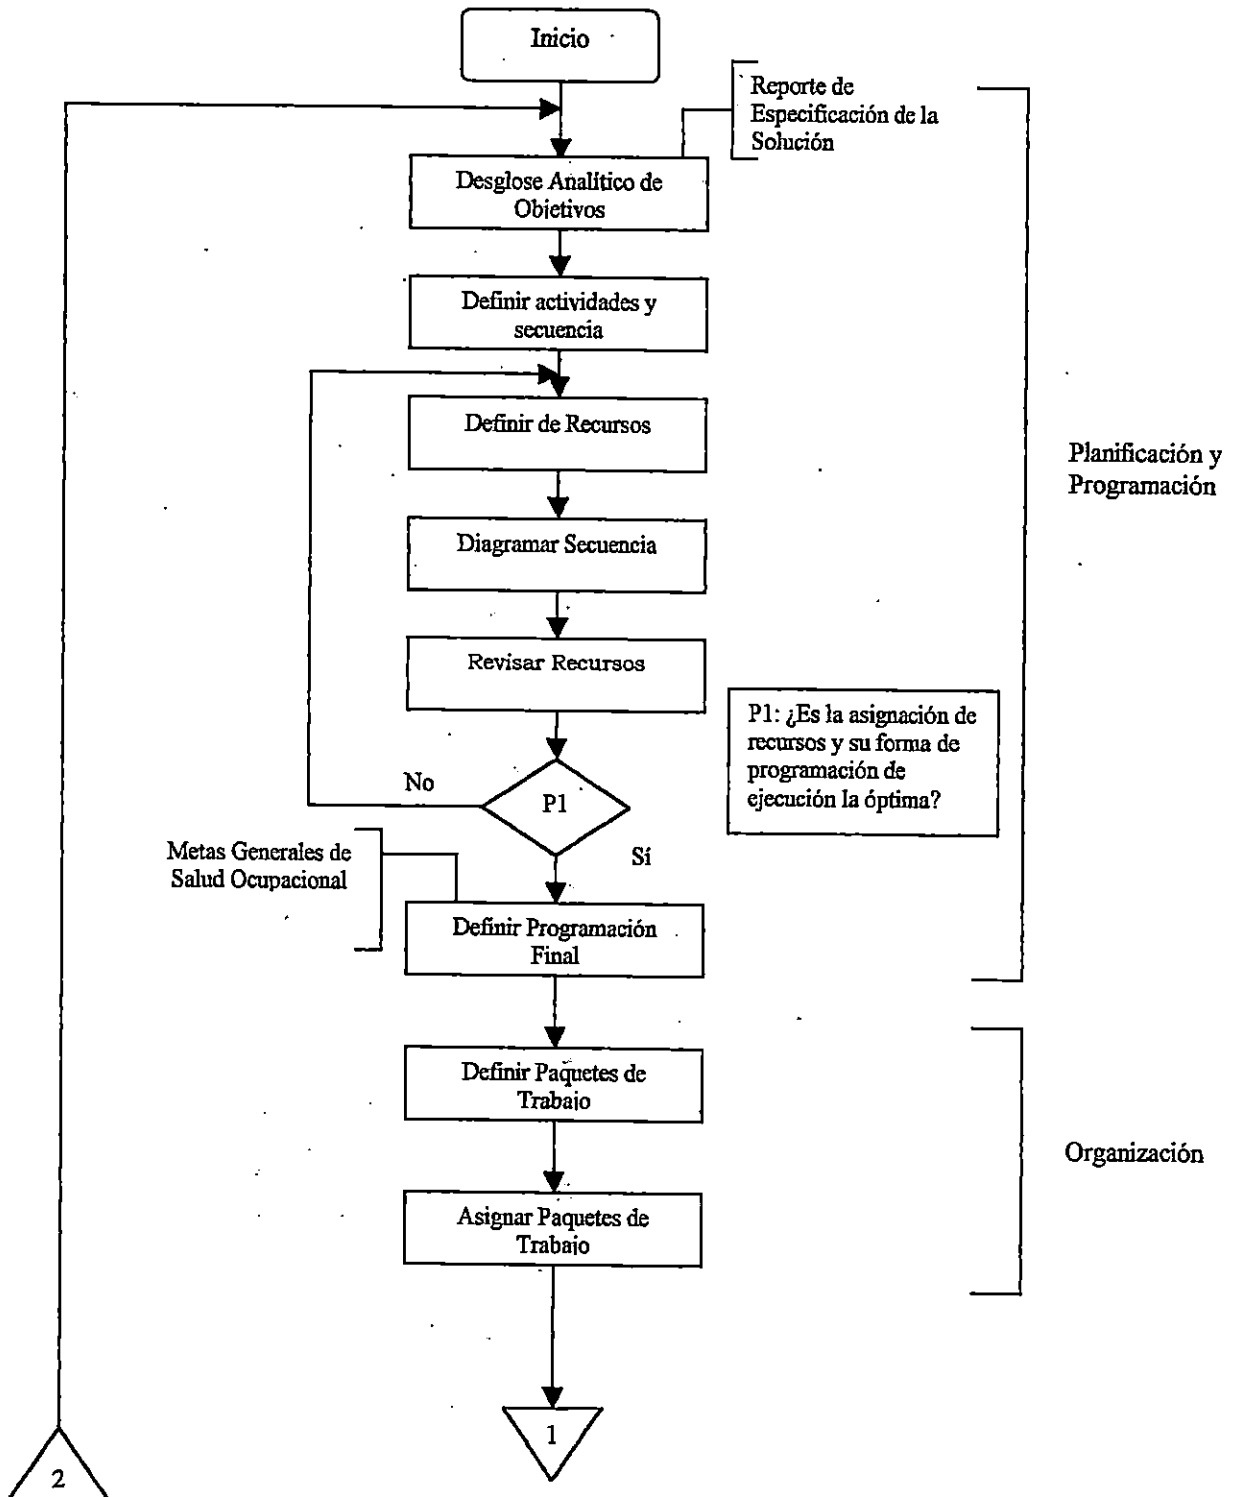 Inicio
Reporte de
Especificación de la
Solución
Desglose Analítico de
Objetivos
Definir actividades y
secuencia
Definir de Recursos
Planificación y
Programación
Diagramar Secuencia
Revisar Recursos
P1: ¿Es la asignación de
recursos y su forma de
programación de
ejecución la óptima?
No
P1
Sí
Metas Generales de
Salud Ocupacional
Definir Programación
Final
Definir Paquetes de
Trabajo
Organización
Asignar Paquetes de
Trabajo
1
2